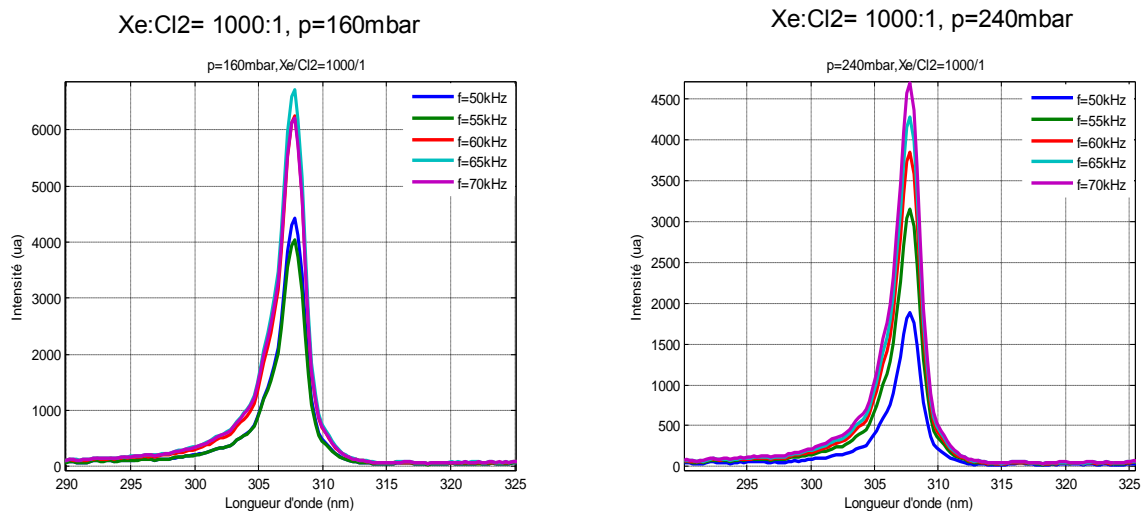 Xe:Cl2= 1000:1, p=160mbar
p=160mbar,Xe/Cl2=1000/1
f=50kHz
f=55kHz
f=60kHz
f=65kHz
f=70kHz
6000
5000
4000
3000
2000
1000
0
Intensité (ua)
290 295 300 305 310 315 320 325
Longueur d'onde (nm)
Xe:Cl2= 1000:1, p=240mbar
p=240mbar,Xe/Cl2=1000/1
f=50kHz
f=55kHz
f=60kHz
f=65kHz
f=70kHz
4500
4000
3500
3000
2500
2000
1500
1000
500
0
Intensité (ua)
295 300 305 310 315 320 325
Longueur d'onde (nm)